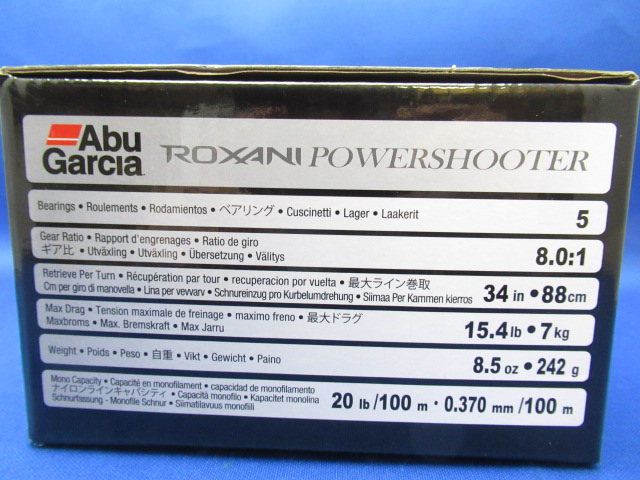 Abu Garcia ROXANI POWERSHOOTER
Bearings • Roulements • Rodamientos • ベアリング • Cuscinetti • Lager • Laakerit
5
Gear Ratio • Rapport d'engrenages • Ratio de giro
ギア比 • Utväxling • Utväxling • Übersetzung • Välitys
8.0:1
Retrieve Per Turn • Récupération par tour • recuperacion por vuelta • 最大ライン巻取
Cm per giro di manovella • Lina per vevvarv • Schnureinzug pro Kurbelumdrehung • Siimaa Per Kammen kierros
34 in • 88cm
Max Drag • Tension maximale de freinage • maximo freno • 最大ドラグ
Maxbroms • Max. Bremskraft • Max Jarru
15.4 lb • 7 kg
Weight • Poids • Peso • 自重 • Vikt • Gewicht • Paino
8.5 oz • 242 g
Mono Capacity • Capacité en monofilament • capacidad de monofilamento
ナイロンラインキャパシティ • Capacità monofilo • Kapacitet monolina
Schnurfassung - Monofile Schnur • Siimatilavuus monofiili
20 lb /100 m · 0.370 mm /100 m